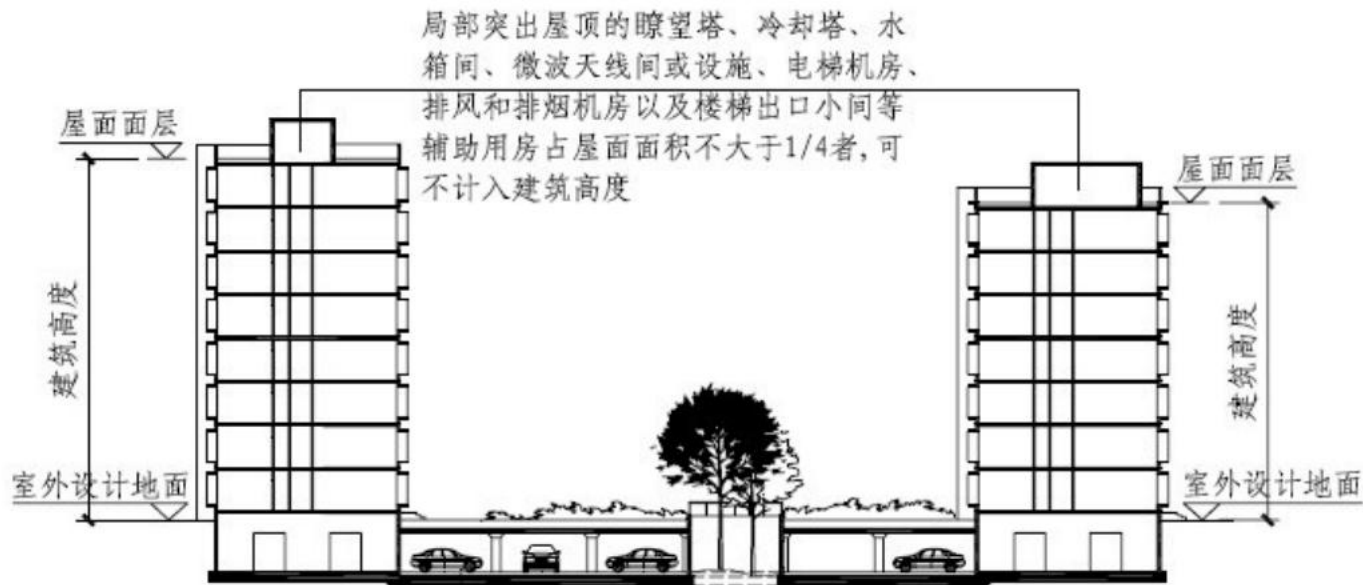 局部突出屋顶的瞭望塔、冷却塔、水
箱间、微波天线间或设施、电梯机房、
排风和排烟机房以及楼梯出口小间等
辅助用房占屋面面积不大于1/4者,可
不计入建筑高度
屋面面层
屋面面层
建筑高度
建筑高度
室外设计地面
室外设计地面